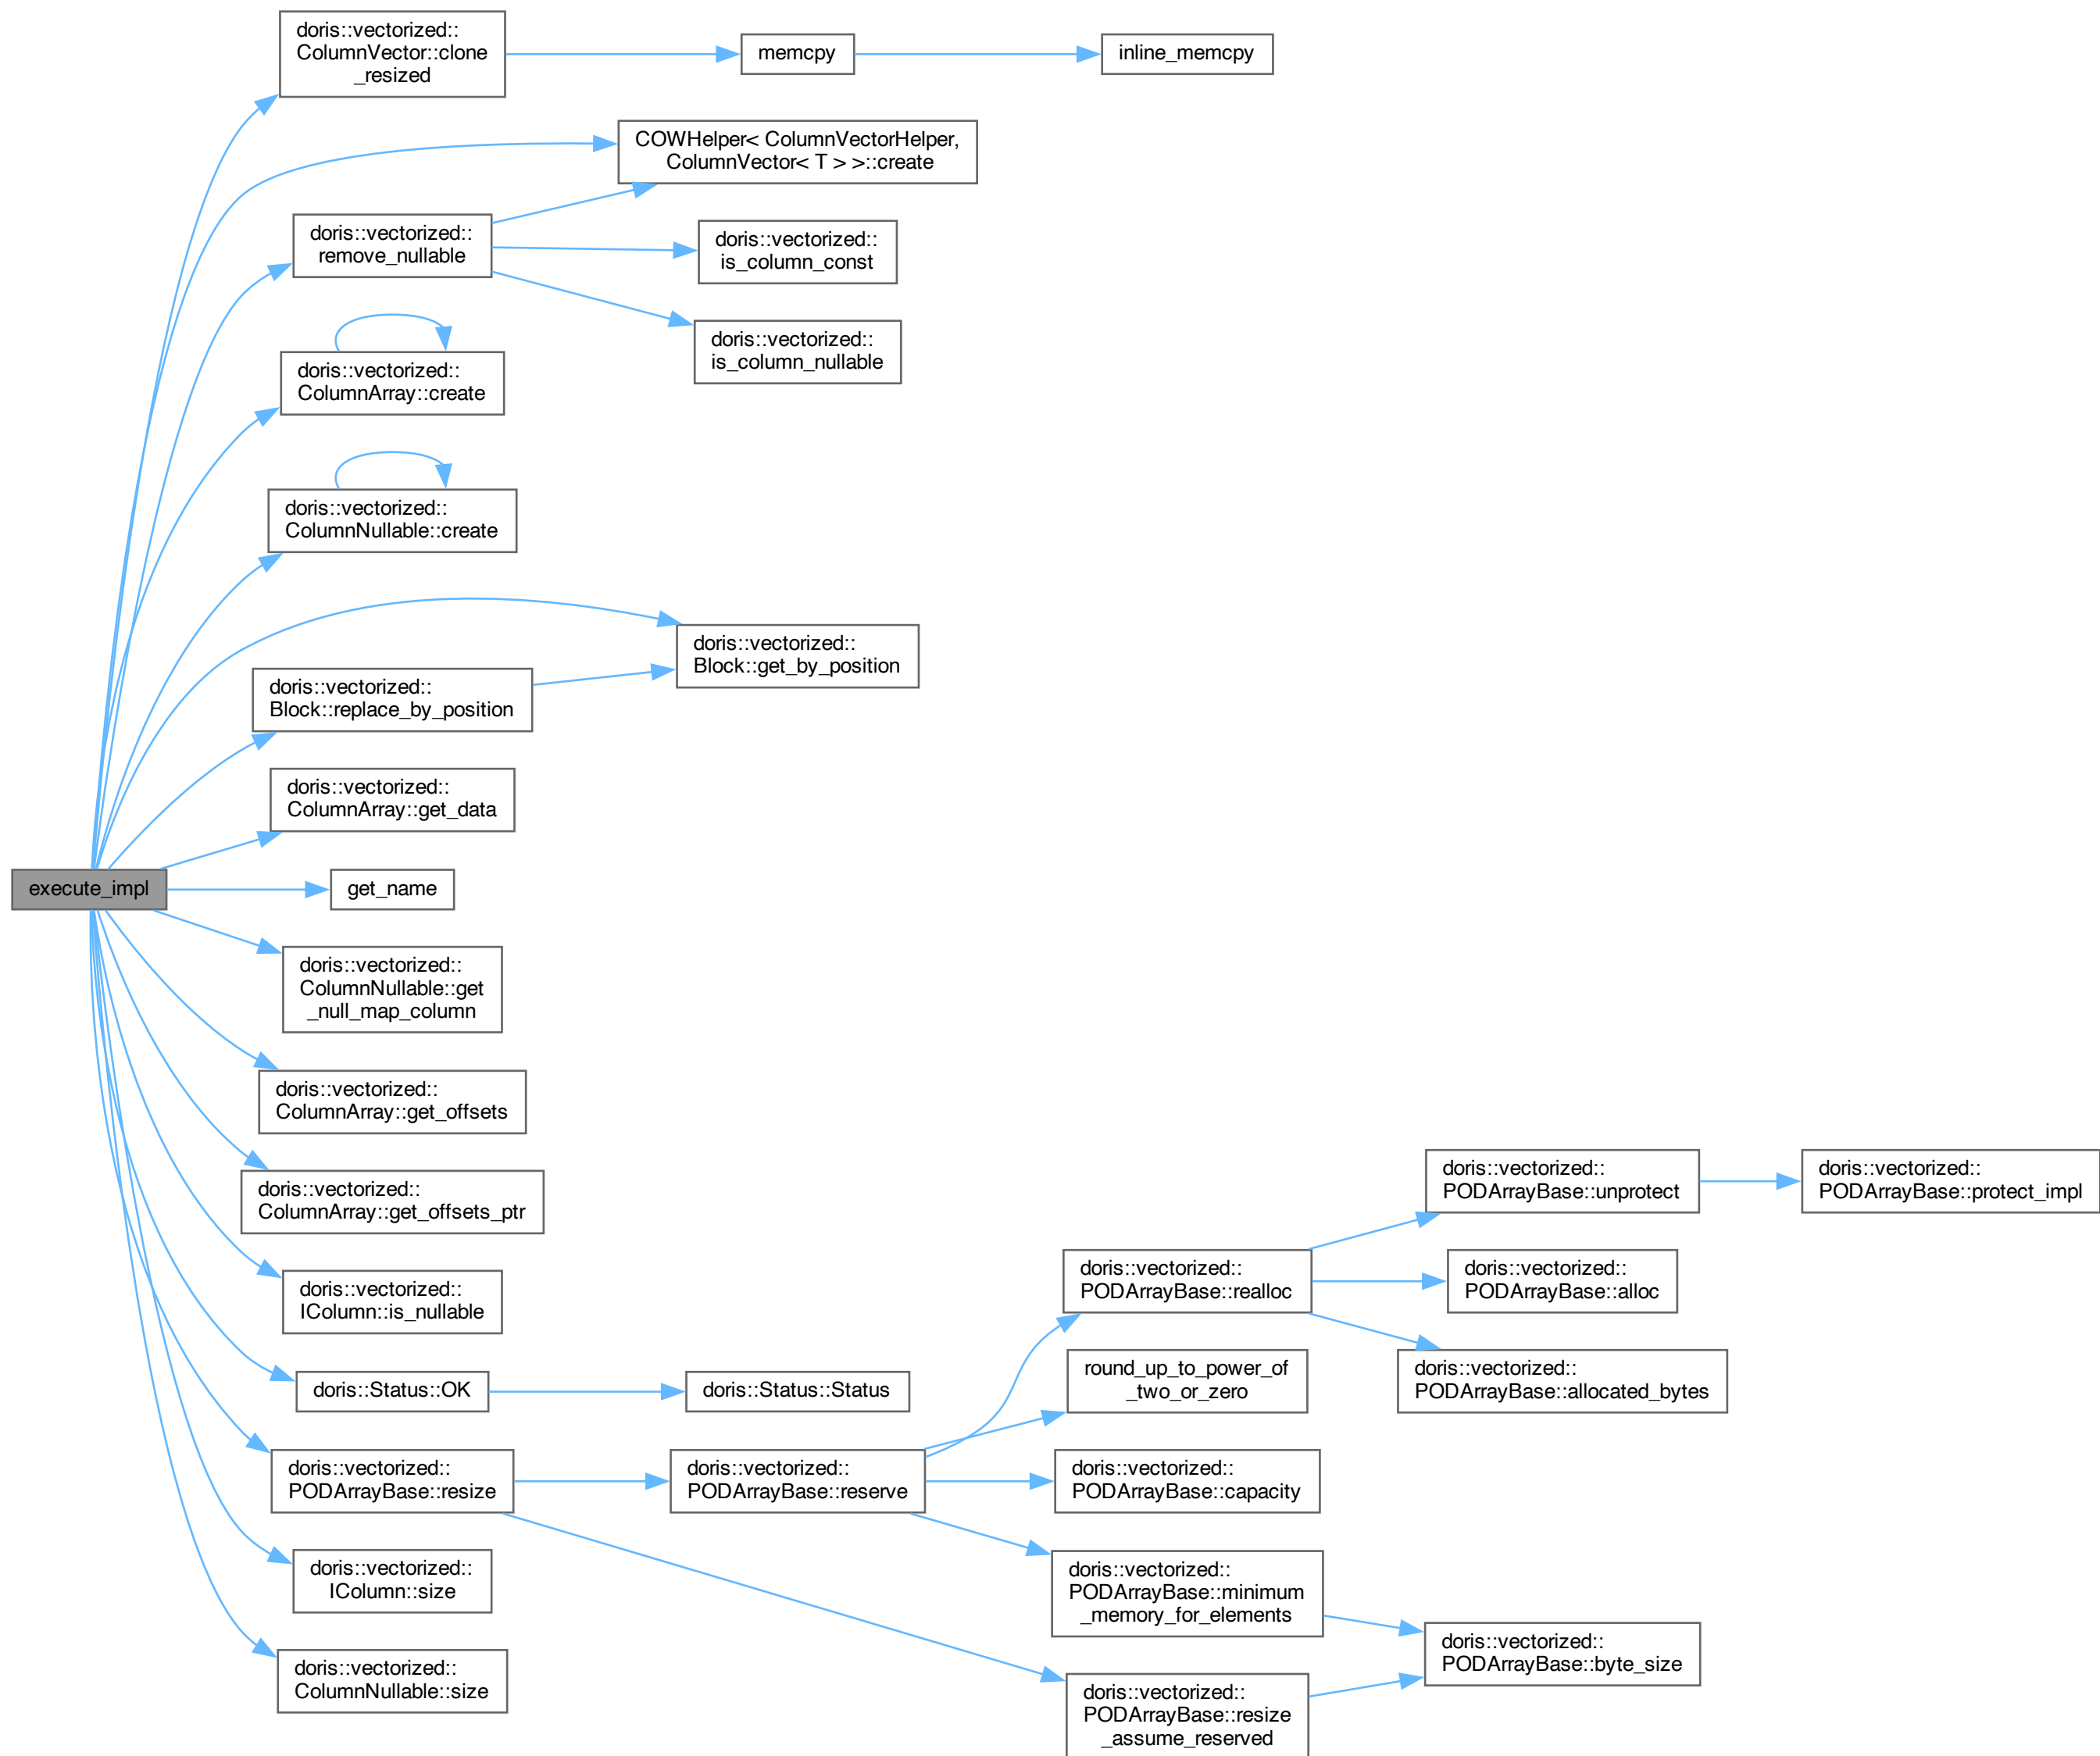 doris::vectorized::
ColumnVector::clone
_resized
memcpy
inline_memcpy
COWHelper< ColumnVectorHelper,
ColumnVector< T > >::create
doris::vectorized::
remove_nullable
doris::vectorized::
is_column_const
doris::vectorized::
is_column_nullable
doris::vectorized::
ColumnArray::create
doris::vectorized::
ColumnNullable::create
doris::vectorized::
Block::get_by_position
doris::vectorized::
Block::replace_by_position
doris::vectorized::
ColumnArray::get_data
execute_impl
get_name
doris::vectorized::
ColumnNullable::get
_null_map_column
doris::vectorized::
ColumnArray::get_offsets
doris::vectorized::
ColumnArray::get_offsets_ptr
doris::vectorized::
IColumn::is_nullable
doris::Status::OK
doris::Status::Status
doris::vectorized::
PODArrayBase::resize
doris::vectorized::
PODArrayBase::reserve
doris::vectorized::
PODArrayBase::realloc
doris::vectorized::
PODArrayBase::unprotect
doris::vectorized::
PODArrayBase::protect_impl
doris::vectorized::
PODArrayBase::alloc
doris::vectorized::
PODArrayBase::allocated_bytes
round_up_to_power_of
_two_or_zero
doris::vectorized::
PODArrayBase::capacity
doris::vectorized::
PODArrayBase::minimum
_memory_for_elements
doris::vectorized::
PODArrayBase::byte_size
doris::vectorized::
PODArrayBase::resize
_assume_reserved
doris::vectorized::
IColumn::size
doris::vectorized::
ColumnNullable::size